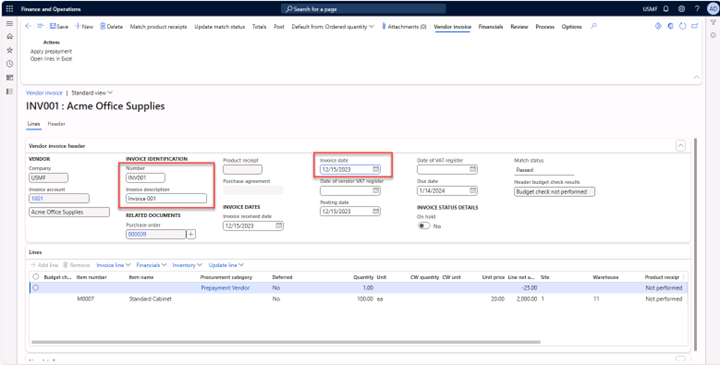 Finance and Operations
Search for a page
USMF
AD
Save
New
Delete
Match product receipts
Update match status
Totals
Post
Default from: Ordered quantity
Attachments (0)
Vendor invoice
Financials
Review
Process
Options
Actions
Apply prepayment
Open lines in Excel
Vendor invoice | Standard view
INV001 : Acme Office Supplies
Lines Header
Vendor invoice header
VENDOR
Company
USMF
Invoice account
1001
Acme Office Supplies
INVOICE IDENTIFICATION
Number
INV001
Invoice description
Invoice 001
RELATED DOCUMENTS
Purchase order
000039
Product receipt
Purchase agreement
INVOICE DATES
Invoice received date
12/15/2023
Invoice date
12/15/2023
Date of vendor VAT register
Posting date
12/15/2023
Date of VAT register
Due date
1/14/2024
INVOICE STATUS DETAILS
On hold
No
Match status
Passed
Header budget check results
Budget check not performed
Lines
+ Add line Remove Invoice line Financials Inventory Update line
Budget ch... Item number Item name Procurement category Deferred Quantity Unit CW quantity CW unit Unit price Line net a... Site Warehouse Product receip
Prepayment Vendor No 1.00 -25.00 Not performed
M0007 Standard Cabinet No 100.00 ea 20.00 2,000.00 1 11 Not performed